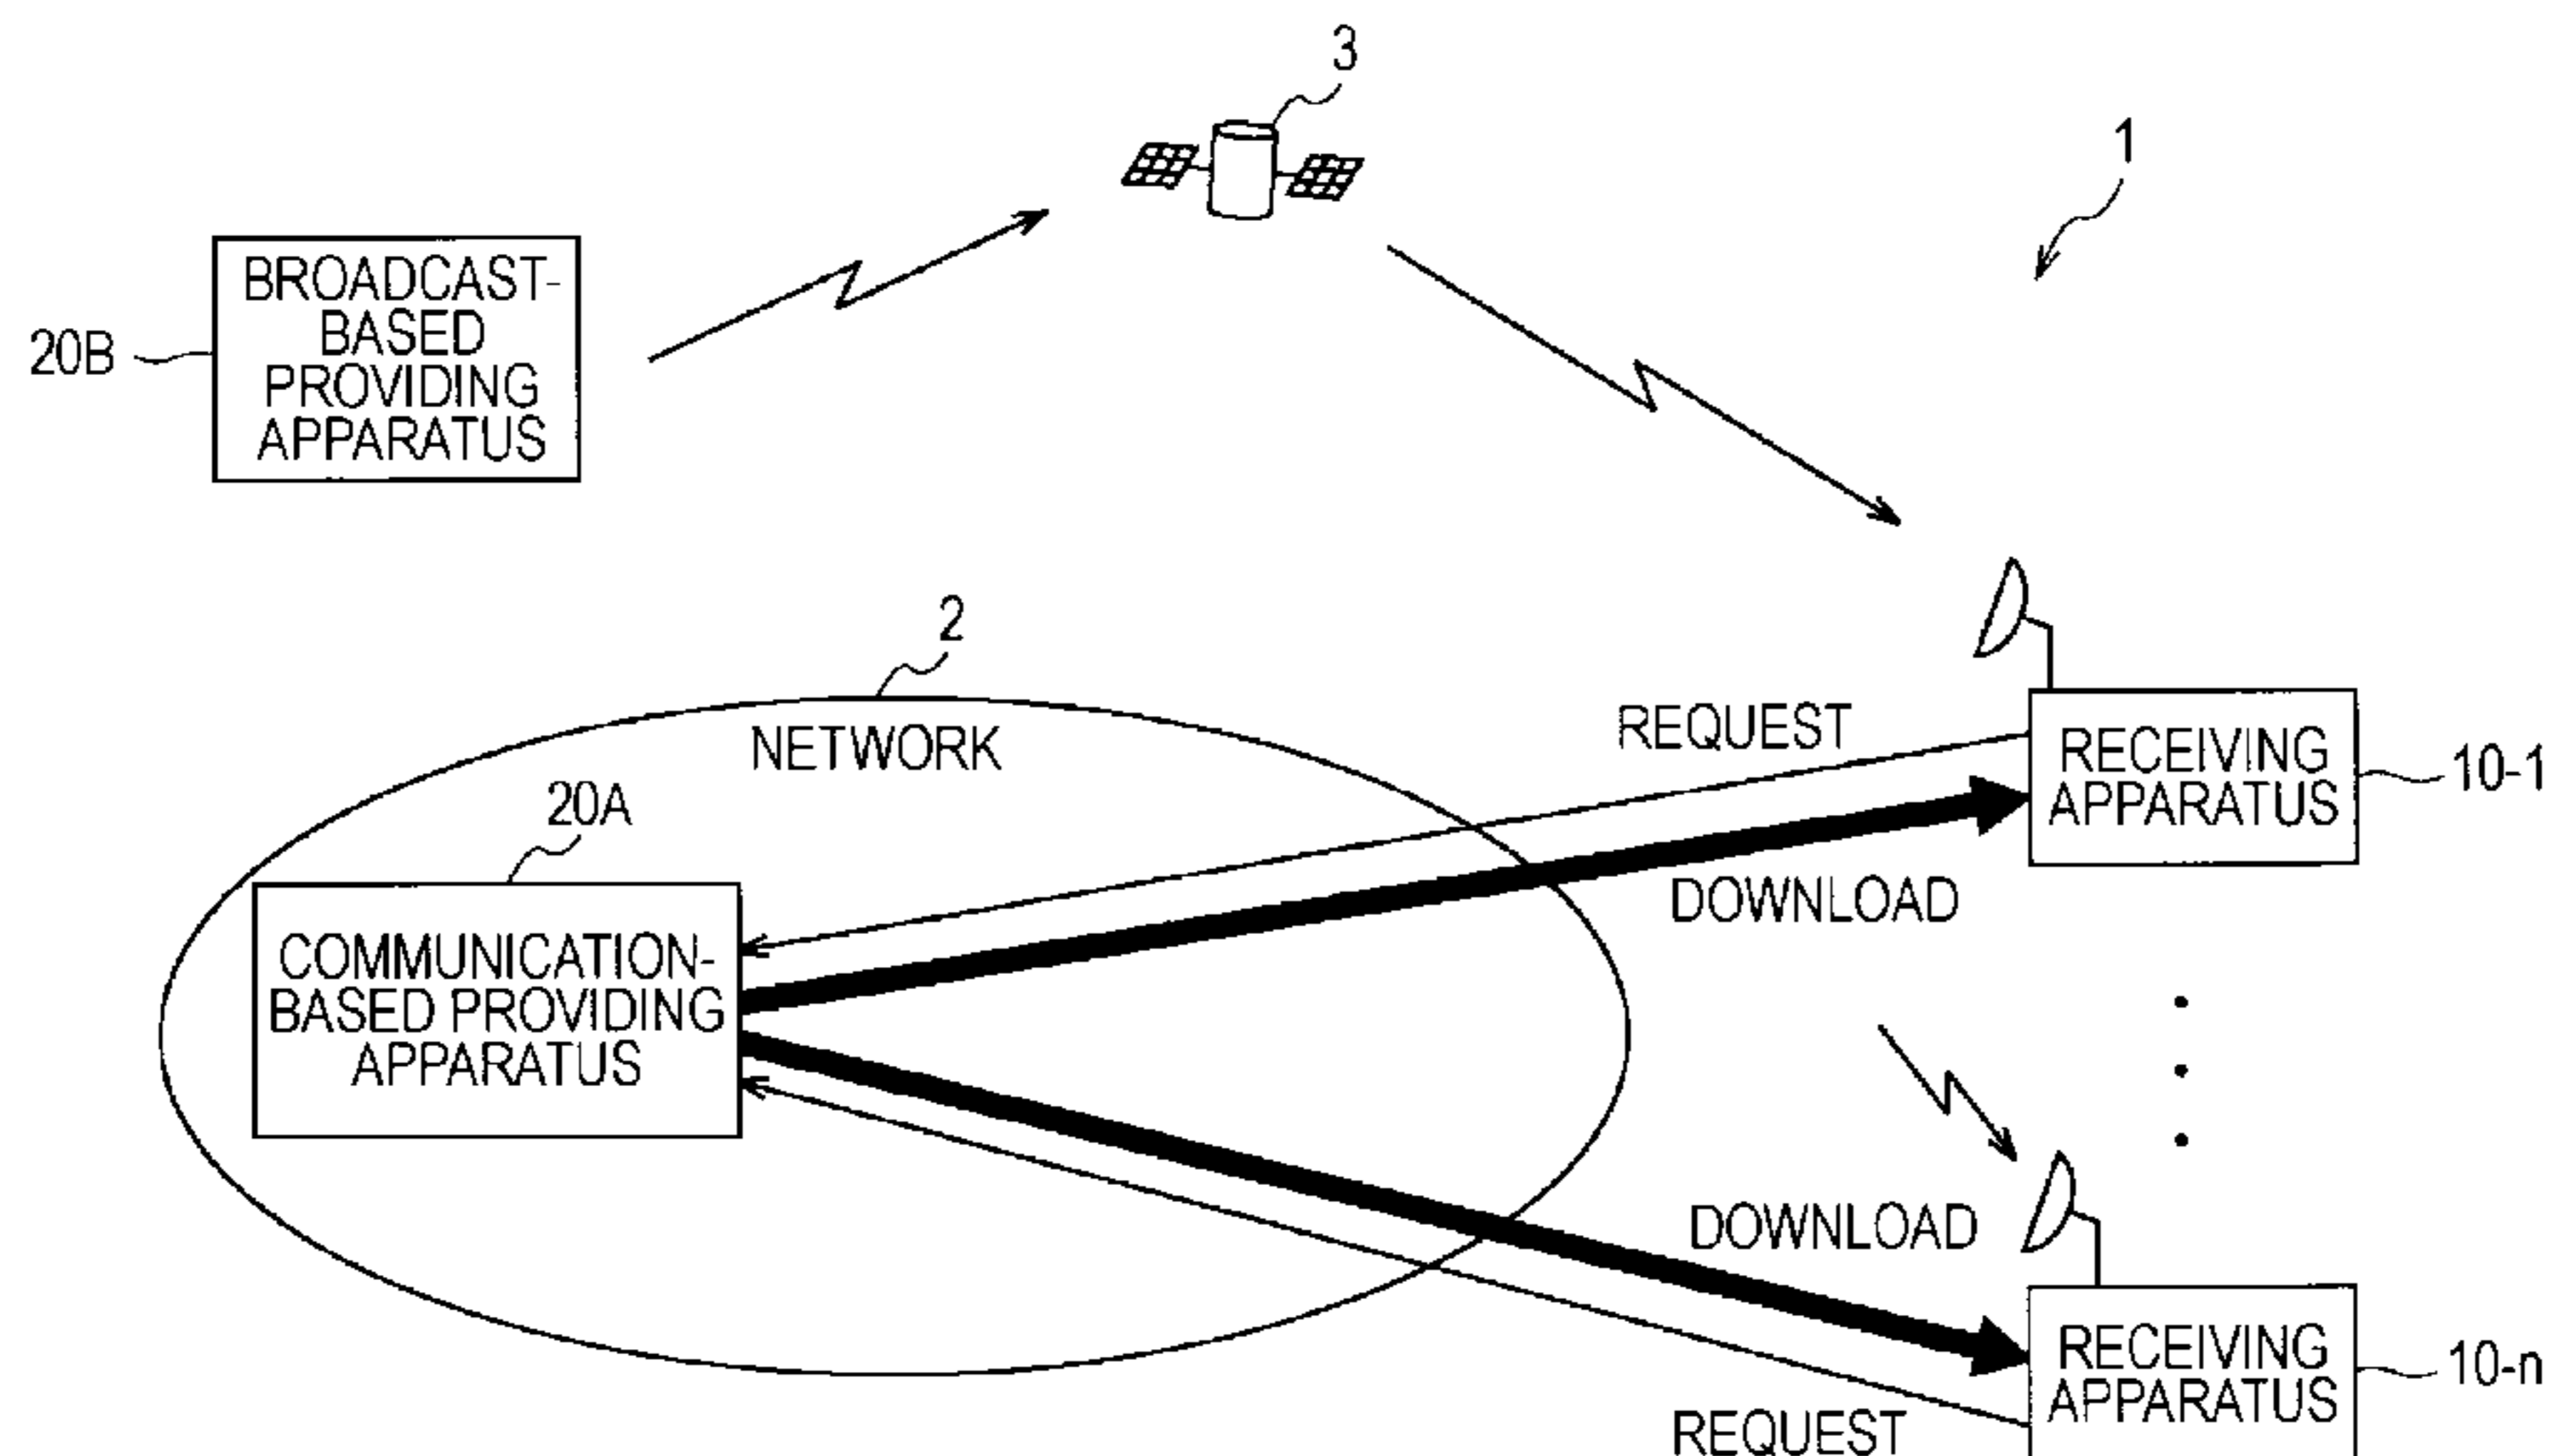 3
1
BROADCAST-
BASED
PROVIDING
APPARATUS
20B
2
NETWORK
REQUEST
RECEIVING
APPARATUS
10-1
20A
DOWNLOAD
COMMUNICATION-
BASED PROVIDING
APPARATUS
DOWNLOAD
RECEIVING
APPARATUS
10-n
REQUEST